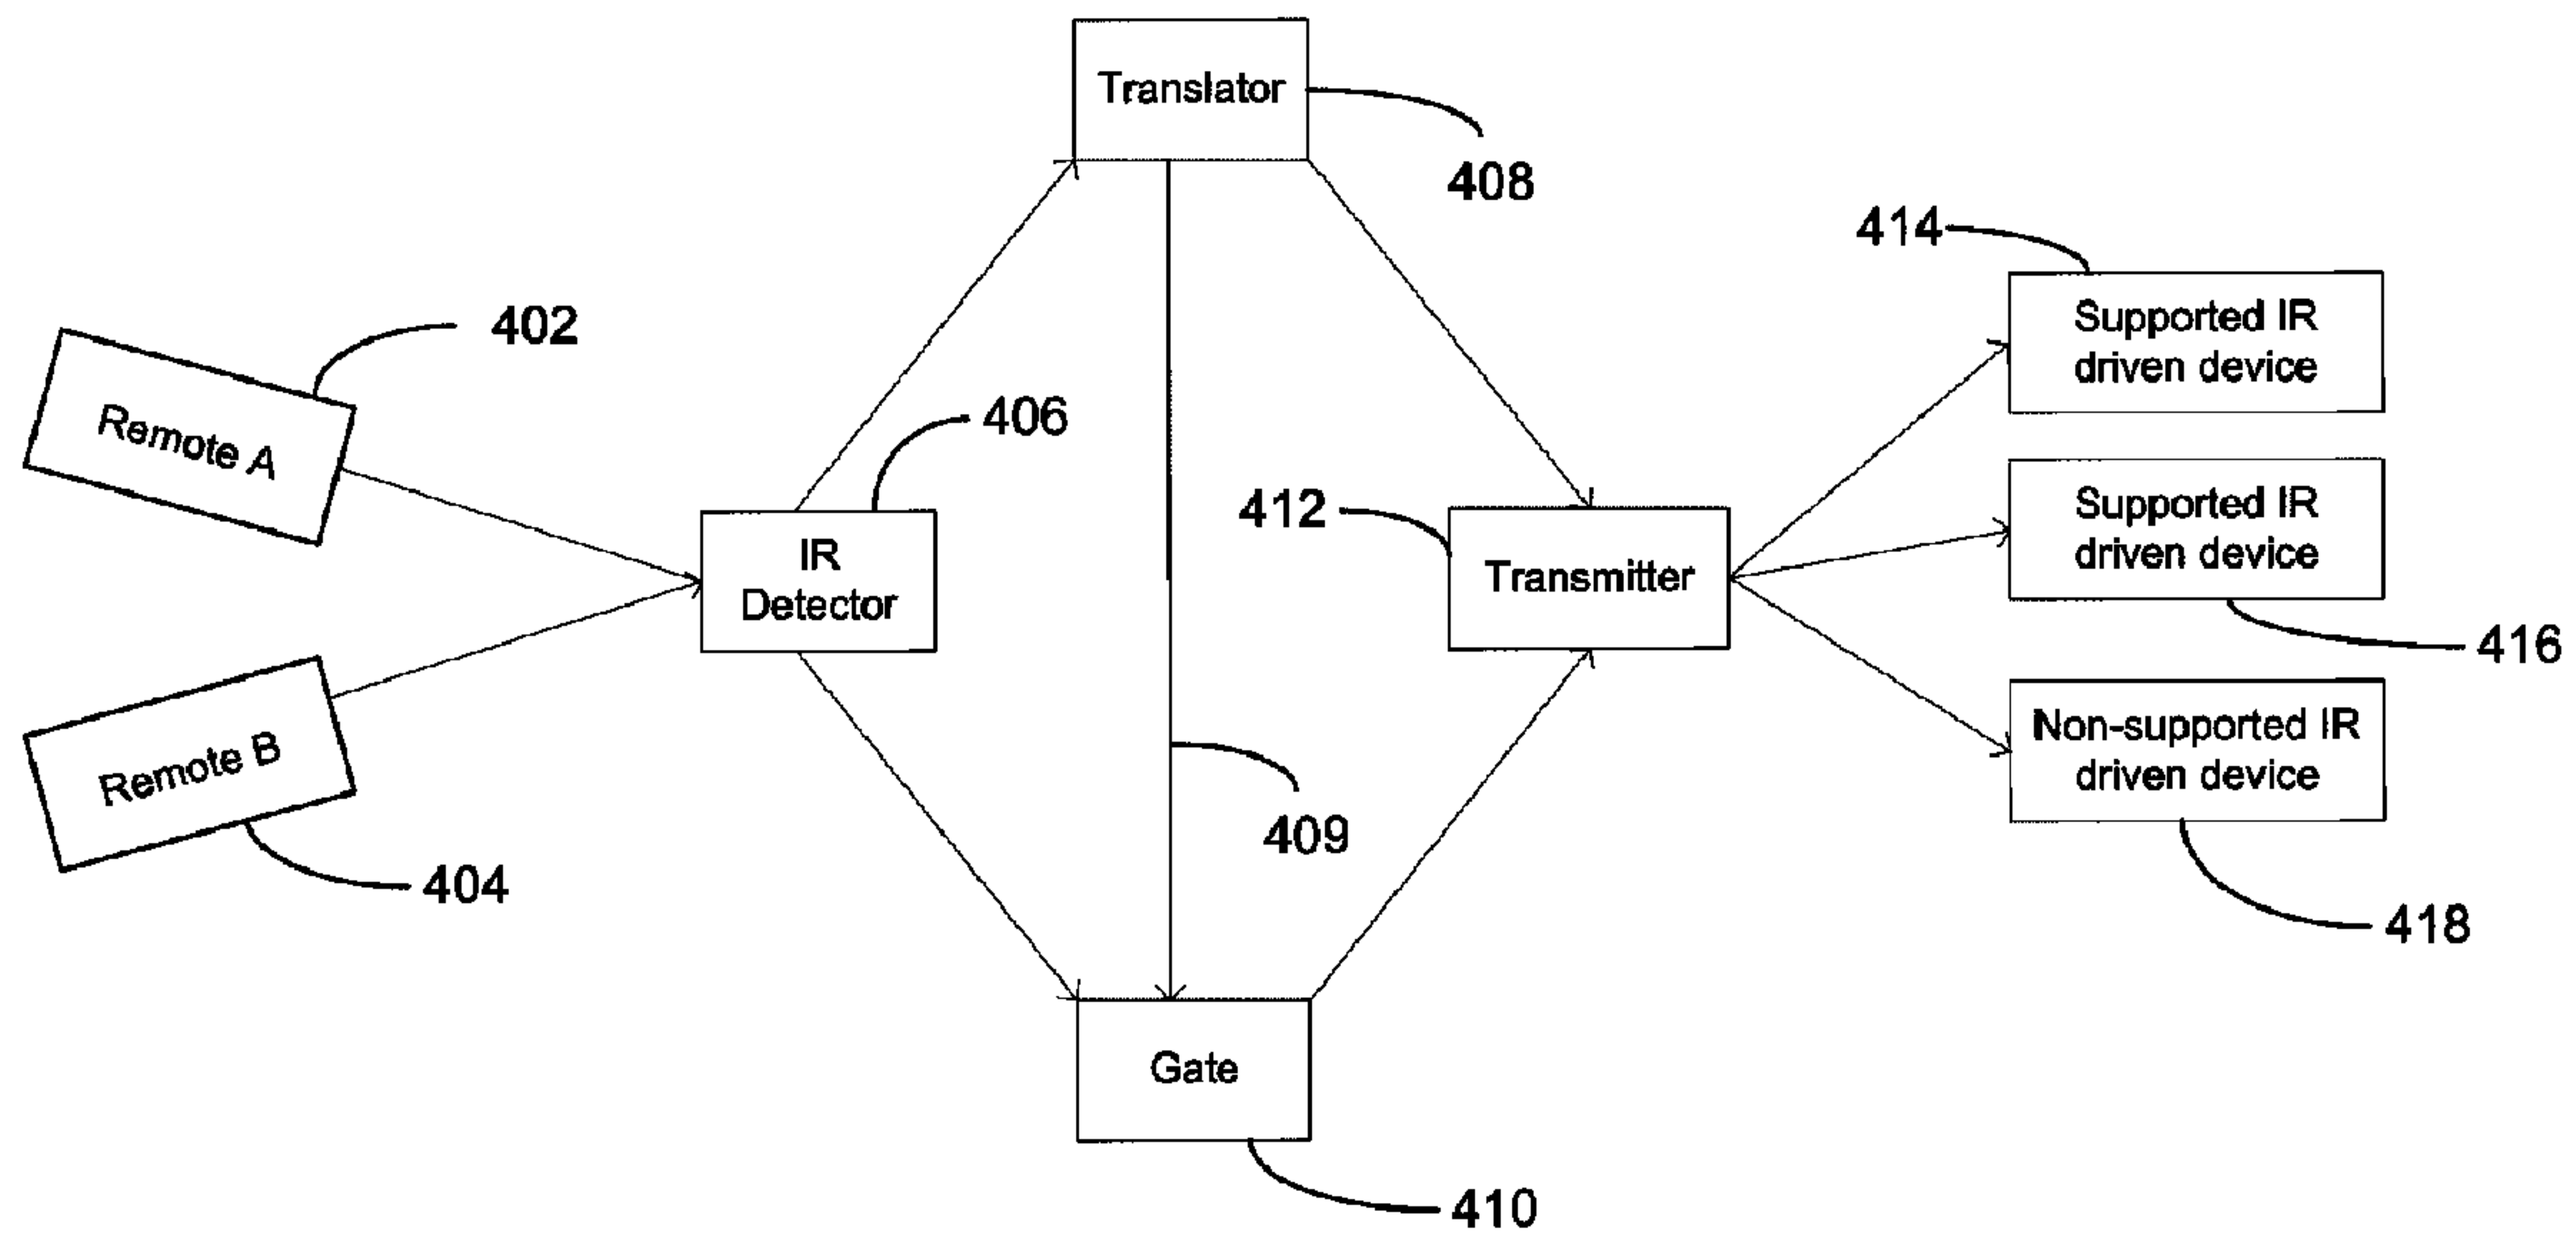 Translator
408
414
Supported IR
driven device
402
Remote A
406
412
Supported IR
driven device
IR
Detector
Transmitter
416
Remote B
404
409
Non-supported IR
driven device
418
Gate
410